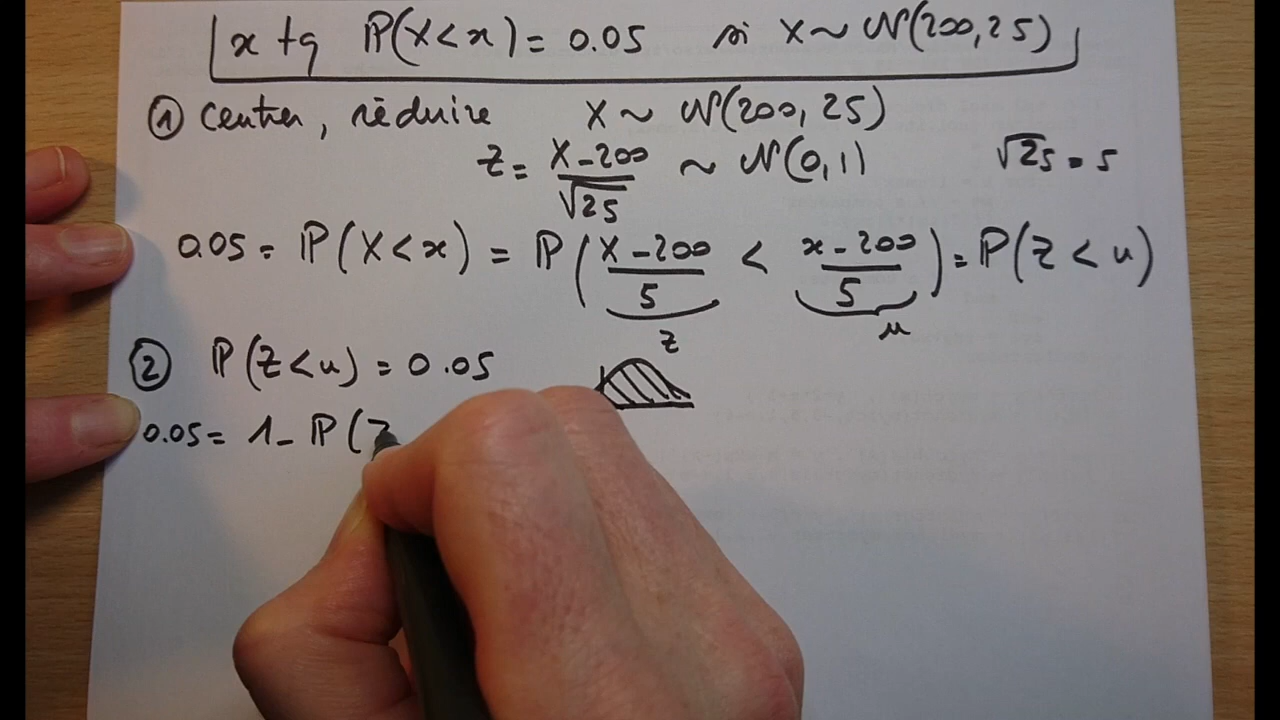 x tq ℙ(X<x) = 0.05 si X ~ 𝒩(200,25)
① Centrer, réduire X ~ 𝒩(200, 25)
Z = (X-200)/√25 ~ 𝒩(0,1) √25 = 5
0.05 = ℙ(X<x) = ℙ((X-200)/5 < (x-200)/5) = ℙ(Z < u)
Z u
② ℙ(Z<u) = 0.05
0.05 = 1 - ℙ(Z